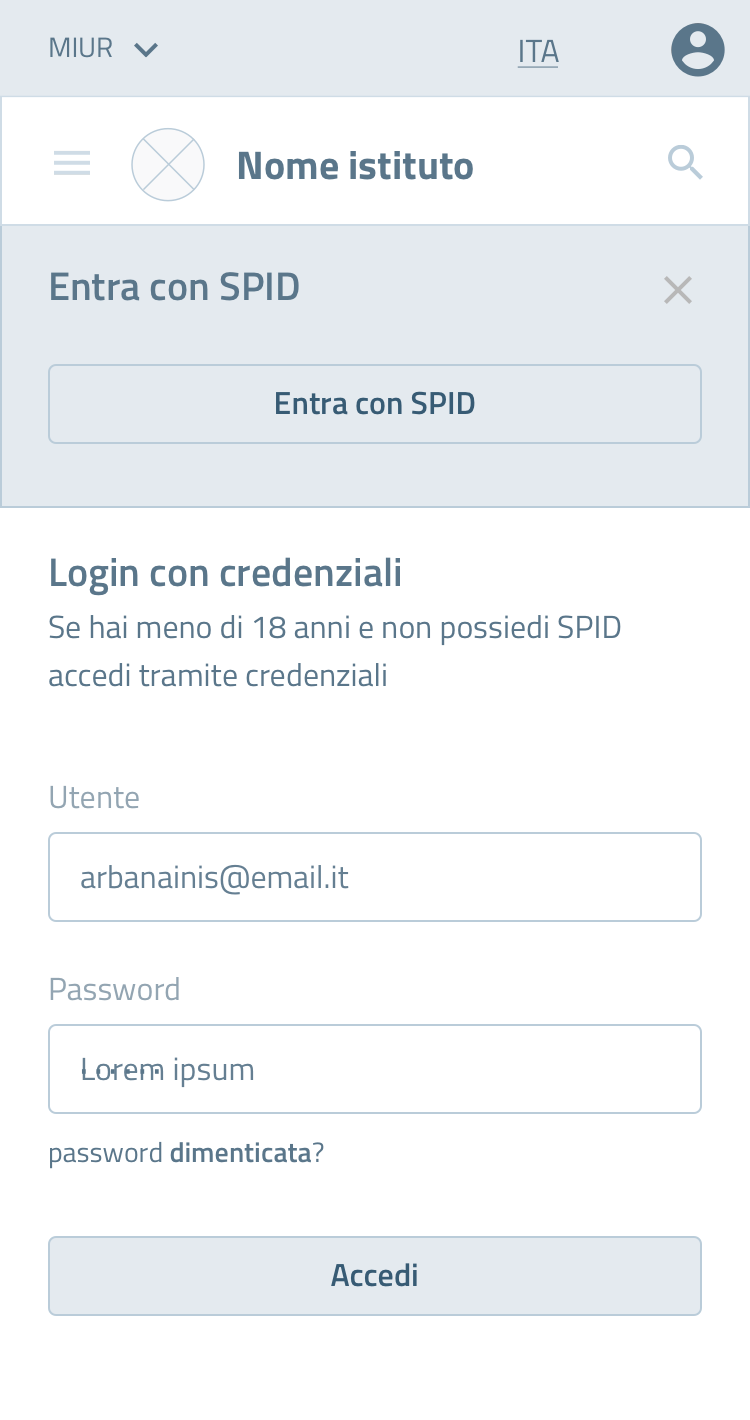 MIUR
ITA
Nome istituto
Entra con SPID
Entra con SPID
Login con credenziali
Se hai meno di 18 anni e non possiedi SPID
accedi tramite credenziali
Utente
arbanainis@email.it
Password
Lorem ipsum
password dimenticata?
Accedi